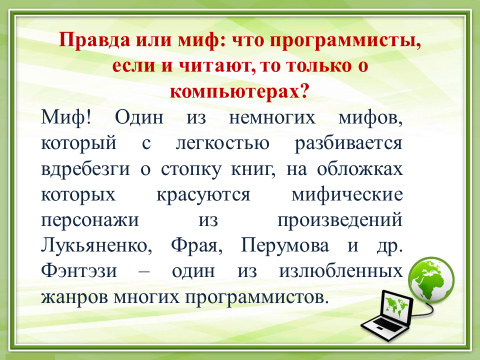 Правда или миф: что программисты,
если и читают, то только о
компьютерах?
Миф! Один из немногих мифов,
который с легкостью разбивается
вдребезги о стопку книг, на обложках
которых красуются мифические
персонажи из произведений
Лукьяненко, Фрая, Перумова и др.
Фэнтэзи – один из излюбленных
жанров многих программистов.